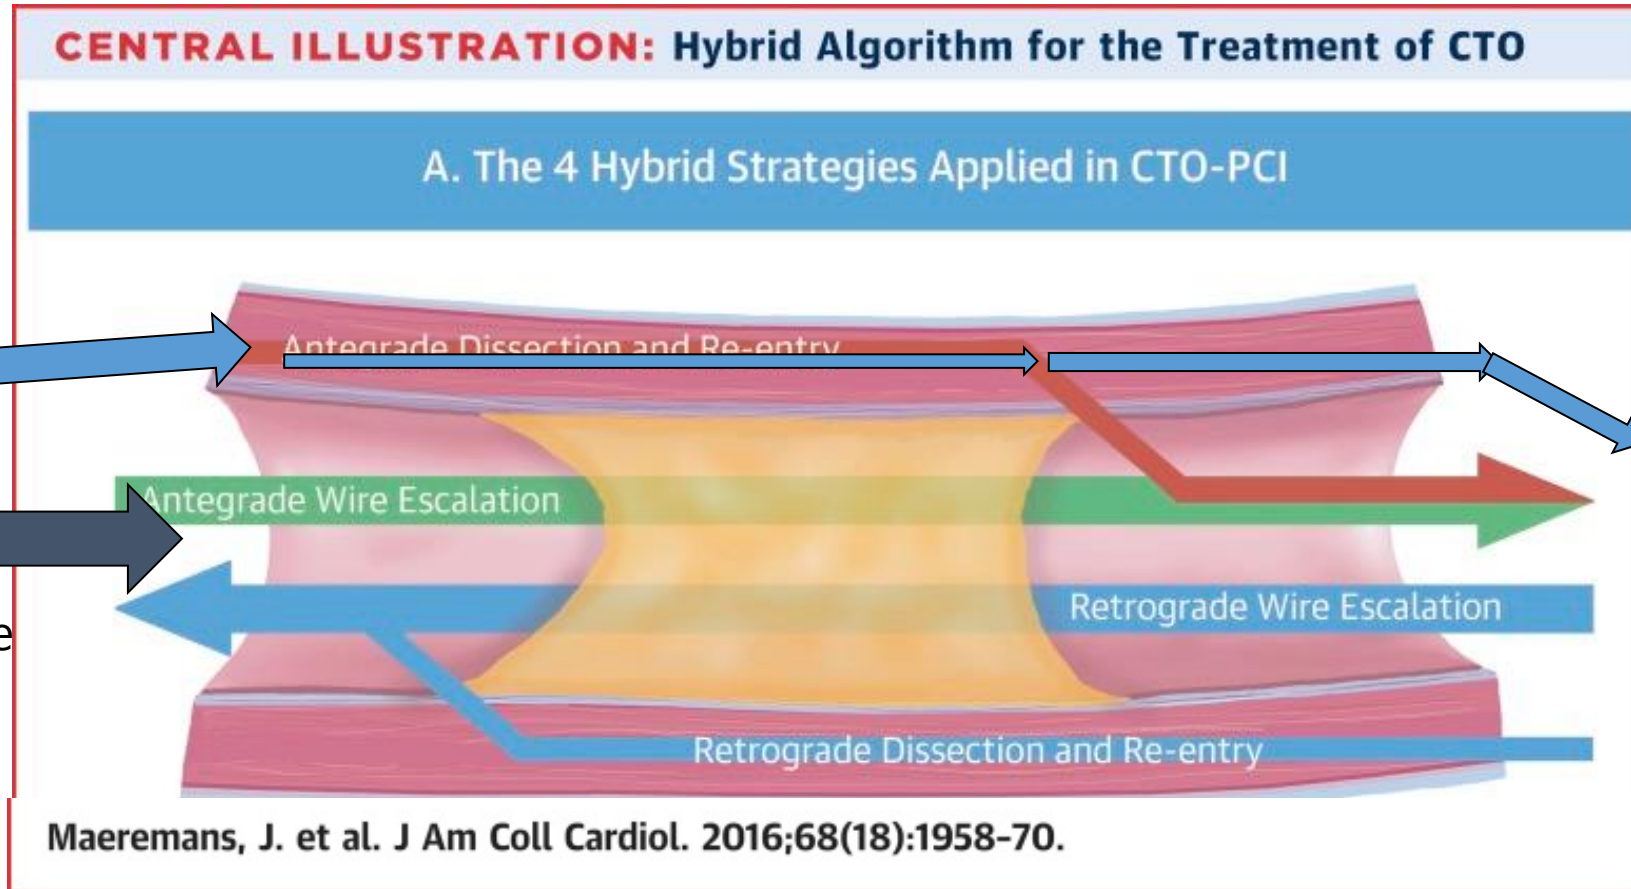 CENTRAL ILLUSTRATION: Hybrid Algorithm for the Treatment of CTO
A. The 4 Hybrid Strategies Applied in CTO-PCI
Antegrade Dissection and Re-entry
Antegrade Wire Escalation
Retrograde Wire Escalation
e
Retrograde Dissection and Re-entry
Maeremans, J. et al. J Am Coll Cardiol. 2016;68(18):1958-70.